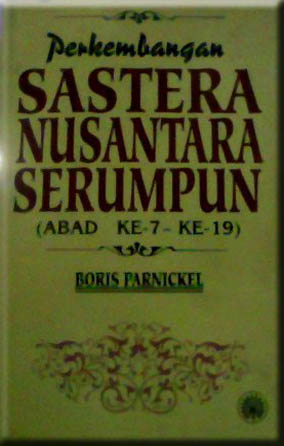 Perkembangan
SASTERA
NUSANTARA
SERUMPUN
(ABAD KE-7 - KE-19)
BORIS PARNICKEL